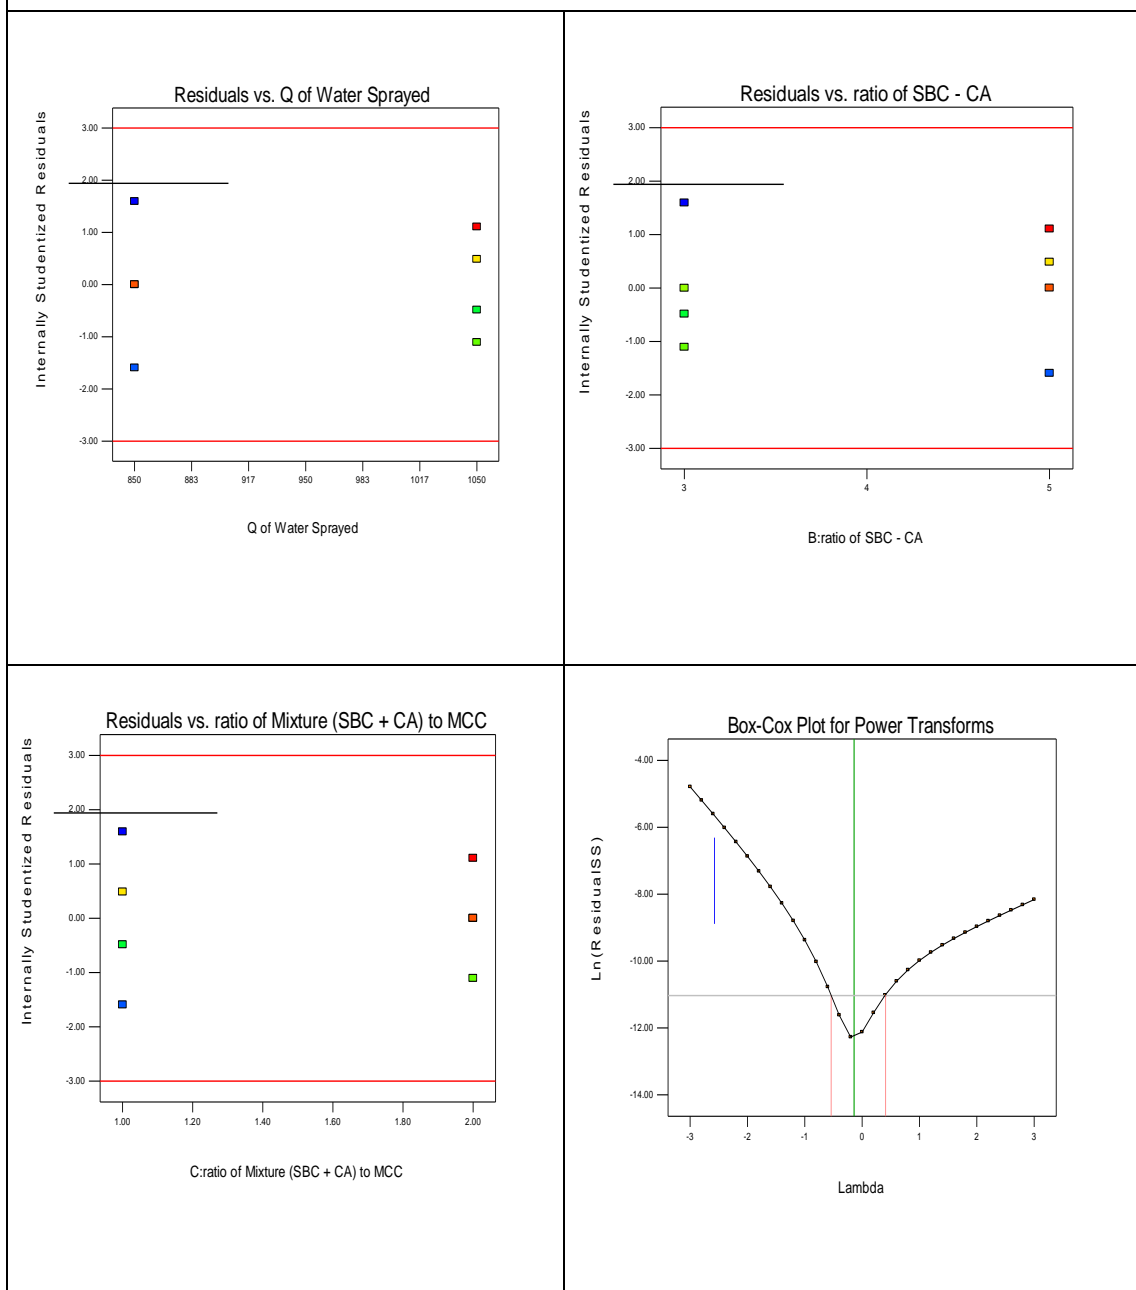 Residuals vs. Q of Water Sprayed
Internally Studentized Residuals
3.00
2.00
1.00
0.00
-1.00
-2.00
-3.00
850 883 917 950 983 1017 1050
Q of Water Sprayed
Residuals vs. ratio of SBC - CA
Internally Studentized Residuals
3.00
2.00
1.00
0.00
-1.00
-2.00
-3.00
3 4 5
B:ratio of SBC - CA
Residuals vs. ratio of Mixture (SBC + CA) to MCC
Internally Studentized Residuals
3.00
2.00
1.00
0.00
-1.00
-2.00
-3.00
1.00 1.20 1.40 1.60 1.80 2.00
C:ratio of Mixture (SBC + CA) to MCC
Box-Cox Plot for Power Transforms
Ln(ResidualSS)
-4.00
-6.00
-8.00
-10.00
-12.00
-14.00
-3 -2 -1 0 1 2 3
Lambda